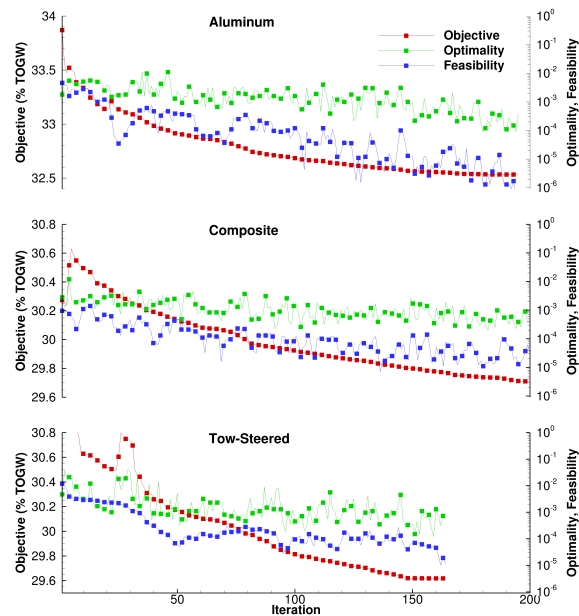 Aluminum
Objective
Optimality
Feasibility
Objective (% TOGW)
34
33.5
33
32.5
Optimality, Feasibility
10^0
10^-1
10^-2
10^-3
10^-4
10^-5
10^-6
Composite
Objective (% TOGW)
30.8
30.6
30.4
30.2
30
29.8
29.6
Optimality, Feasibility
10^0
10^-1
10^-2
10^-3
10^-4
10^-5
10^-6
Tow-Steered
Objective (% TOGW)
30.8
30.6
30.4
30.2
30
29.8
29.6
Optimality, Feasibility
10^0
10^-1
10^-2
10^-3
10^-4
10^-5
10^-6
50 100 150 200
Iteration